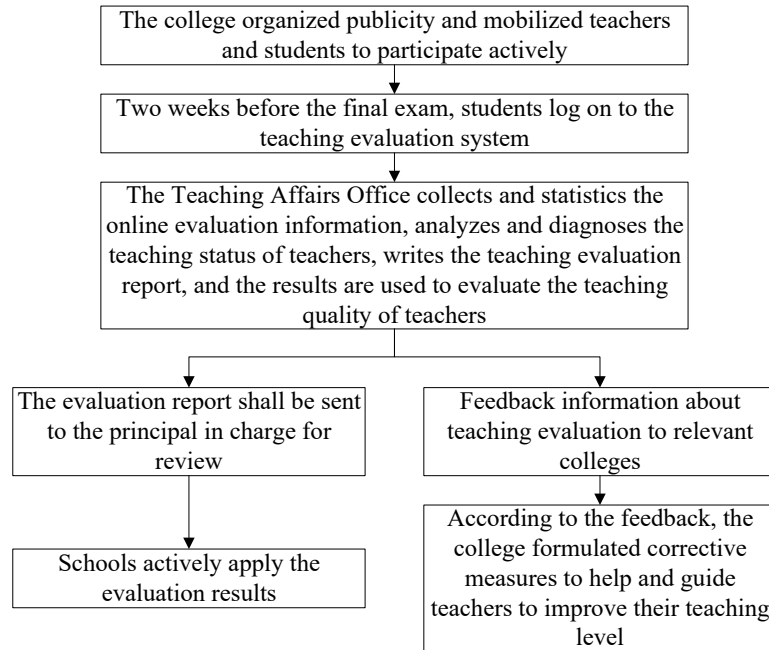 The college organized publicity and mobilized teachers
and students to participate actively
Two weeks before the final exam, students log on to the
teaching evaluation system
The Teaching Affairs Office collects and statistics the
online evaluation information, analyzes and diagnoses the
teaching status of teachers, writes the teaching evaluation
report, and the results are used to evaluate the teaching
quality of teachers
The evaluation report shall be sent
to the principal in charge for
review
Schools actively apply the
evaluation results
Feedback information about
teaching evaluation to relevant
colleges
According to the feedback, the
college formulated corrective
measures to help and guide
teachers to improve their teaching
level